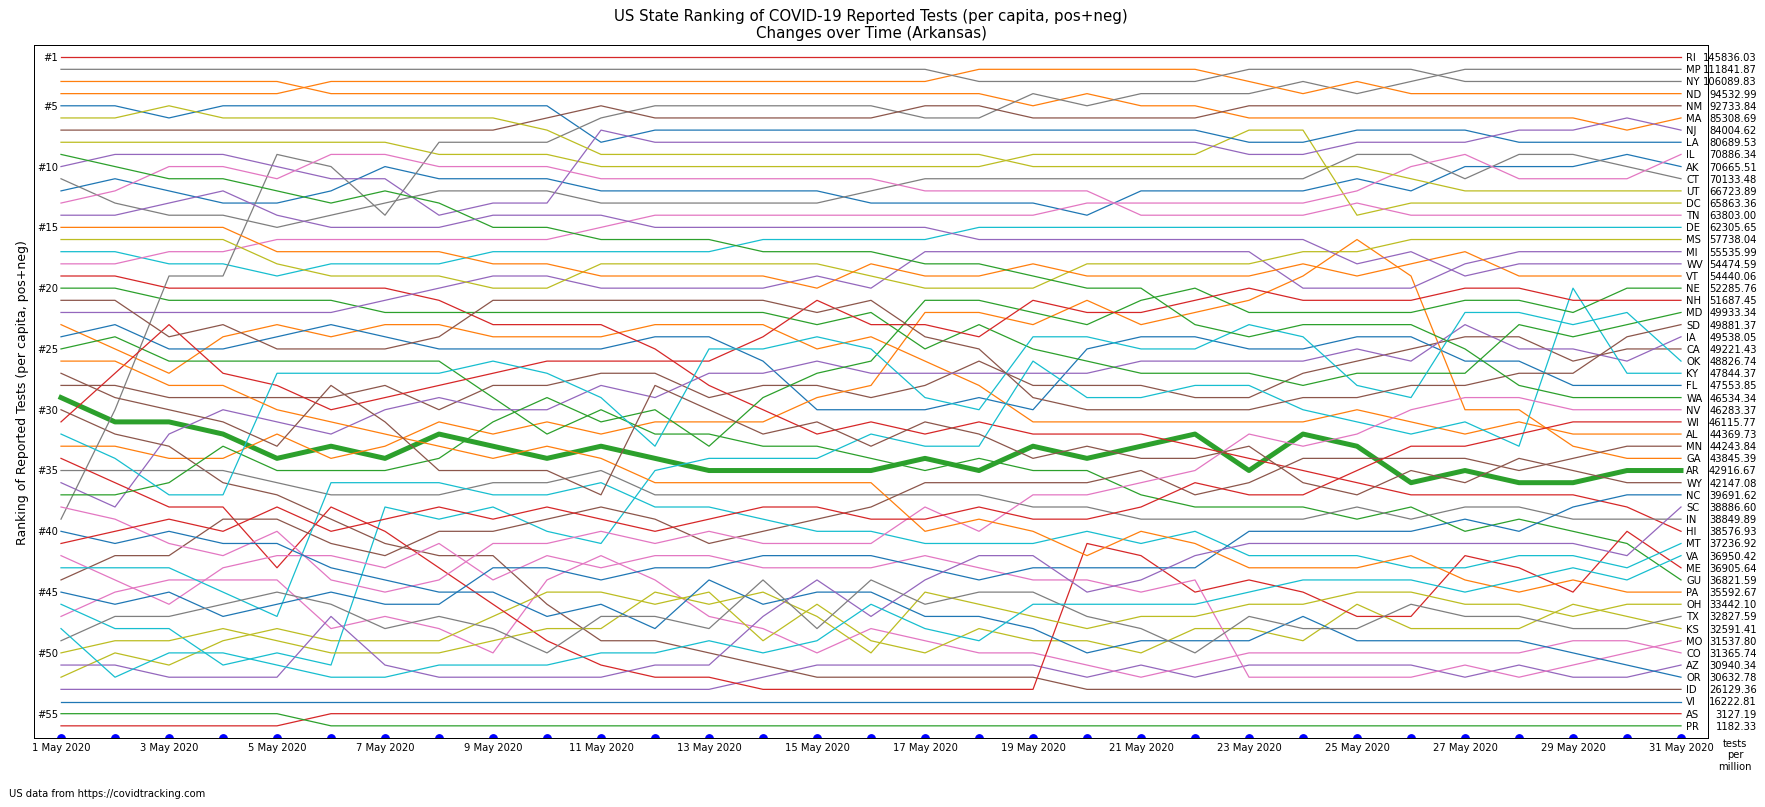 US State Ranking of COVID-19 Reported Tests (per capita, pos+neg)
Changes over Time (Arkansas)
Ranking of Reported Tests (per capita, pos+neg)
#1
#5
#10
#15
#20
#25
#30
#35
#40
#45
#50
#55
RI 145836.03
MP 111841.87
NY 106089.83
ND 94532.99
NM 92733.84
MA 85308.69
NJ 84004.62
LA 80689.53
IL 70886.34
AK 70665.51
CT 70133.48
UT 66723.89
DC 65863.36
TN 63803.00
DE 62305.65
MS 57738.04
MI 55535.99
WV 54474.59
VT 54440.06
NE 52285.76
NH 51687.45
MD 49933.34
SD 49881.37
IA 49538.05
CA 49221.43
OK 48826.74
KY 47844.37
FL 47553.85
WA 46534.34
NV 46283.37
WI 46115.77
AL 44369.73
MN 44243.84
GA 43845.39
AR 42916.67
WY 42147.08
NC 39691.62
SC 38886.60
IN 38849.89
HI 38576.93
MT 37236.92
VA 36950.42
ME 36905.64
GU 36821.59
PA 35592.67
OH 33442.10
TX 32827.59
KS 32591.41
MO 31537.80
CO 31365.74
AZ 30940.34
OR 30632.78
ID 26129.36
VI 16222.81
AS 3127.19
PR 1182.33
1 May 2020 3 May 2020 5 May 2020 7 May 2020 9 May 2020 11 May 2020 13 May 2020 15 May 2020 17 May 2020 19 May 2020 21 May 2020 23 May 2020 25 May 2020 27 May 2020 29 May 2020 31 May 2020
tests
per
million
US data from https://covidtracking.com